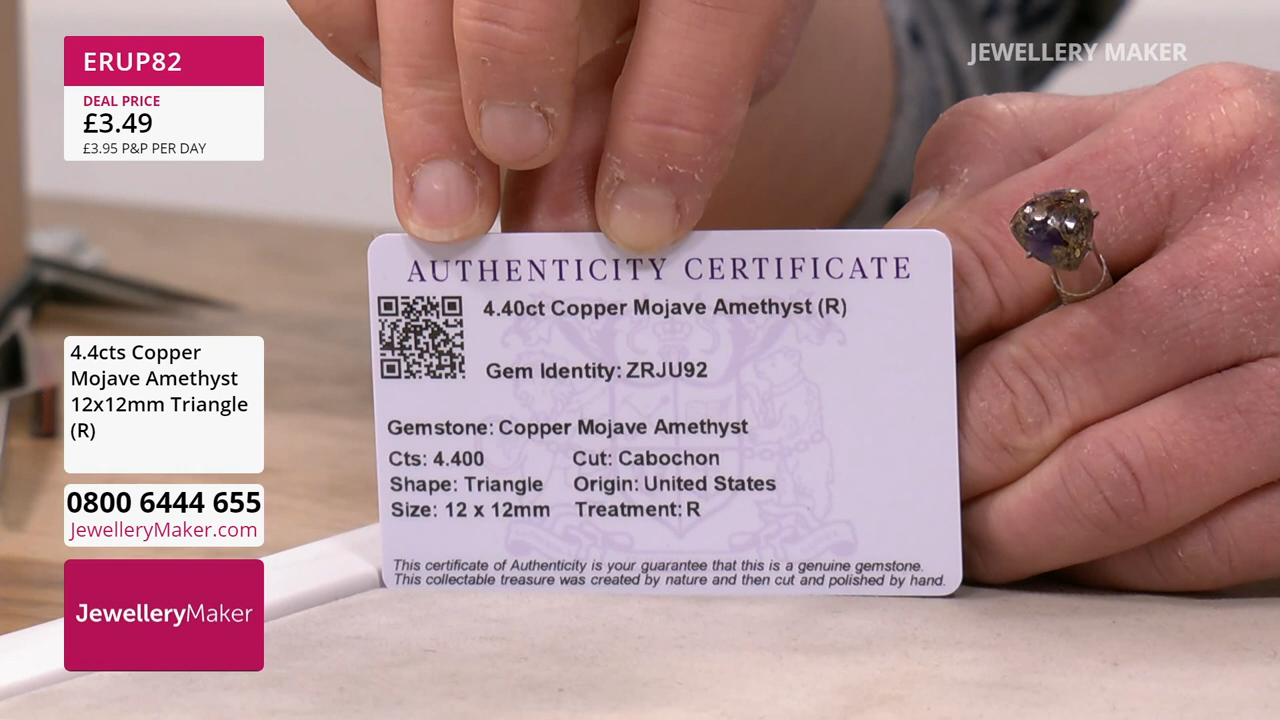 ERUP82
DEAL PRICE
£3.49
£3.95 P&P PER DAY
JEWELLERY MAKER
4.4cts Copper
Mojave Amethyst
12x12mm Triangle
(R)
0800 6444 655
JewelleryMaker.com
JewelleryMaker
AUTHENTICITY CERTIFICATE
4.40ct Copper Mojave Amethyst (R)
Gem Identity: ZRJU92
Gemstone: Copper Mojave Amethyst
Cts: 4.400 Cut: Cabochon
Shape: Triangle Origin: United States
Size: 12 x 12mm Treatment: R
This certificate of Authenticity is your guarantee that this is a genuine gemstone.
This collectable treasure was created by nature and then cut and polished by hand.